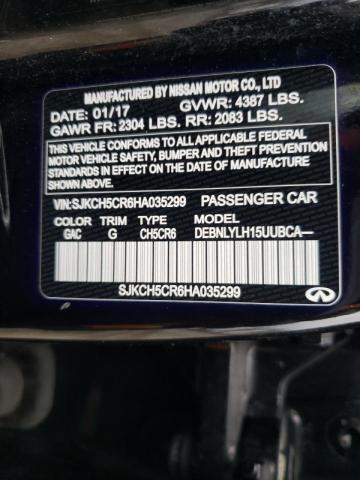 MANUFACTURED BY NISSAN MOTOR CO., LTD
DATE: 01/17 GVWR: 4387 LBS.
GAWR FR: 2304 LBS. RR: 2083 LBS.
THIS VEHICLE CONFORMS TO ALL APPLICABLE FEDERAL
MOTOR VEHICLE SAFETY, BUMPER AND THEFT PREVENTION
STANDARDS IN EFFECT ON THE DATE OF MANUFACTURE
SHOWN ABOVE.
VIN: SJKCH5CR6HA035299 PASSENGER CAR
COLOR TRIM TYPE MODEL
GAC G CH5CR6 DEBNLYLH15UUBCA—
SJKCH5CR6HA035299